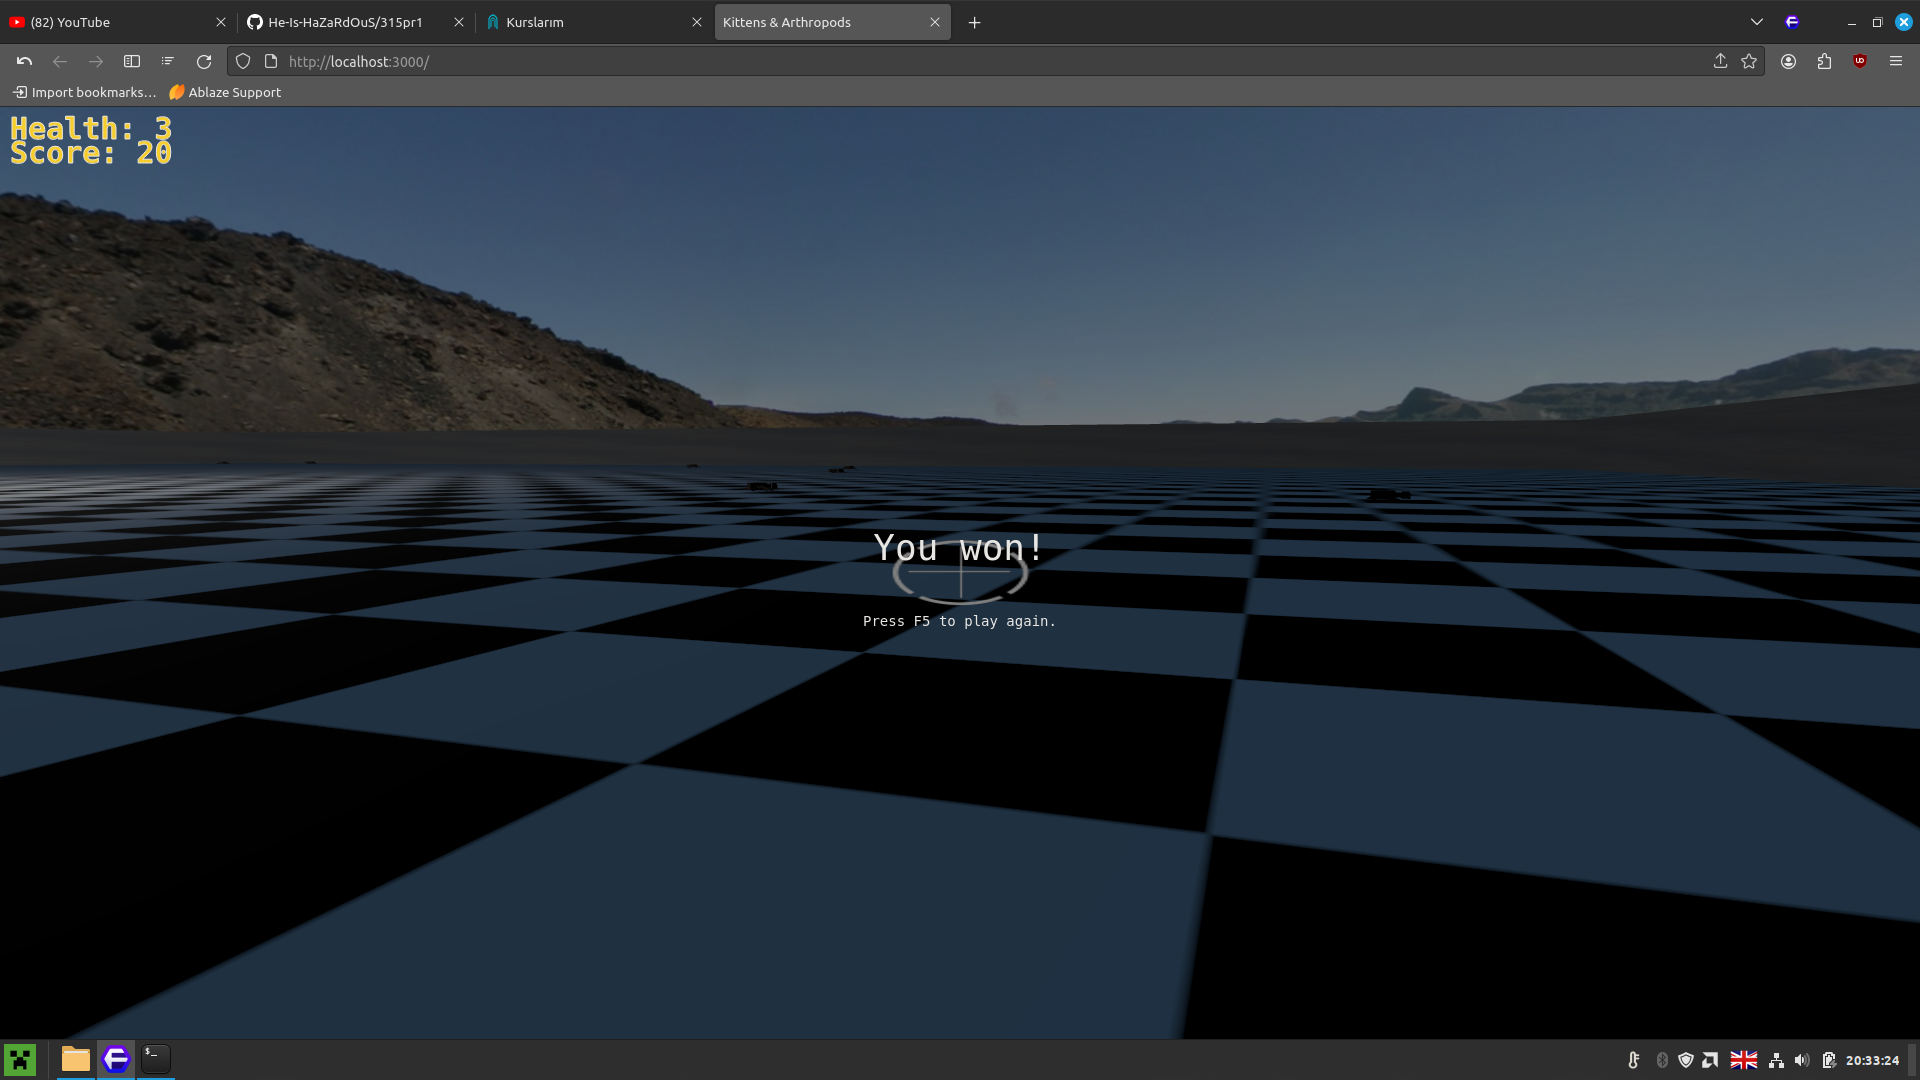 (82) YouTube
He-Is-HaZaRdOuS/315pr1
Kurslarım
Kittens & Arthropods
http://localhost:3000/
Import bookmarks...
Ablaze Support
Health: 3
Score: 20
You won!
Press F5 to play again.
$_
20:33:24